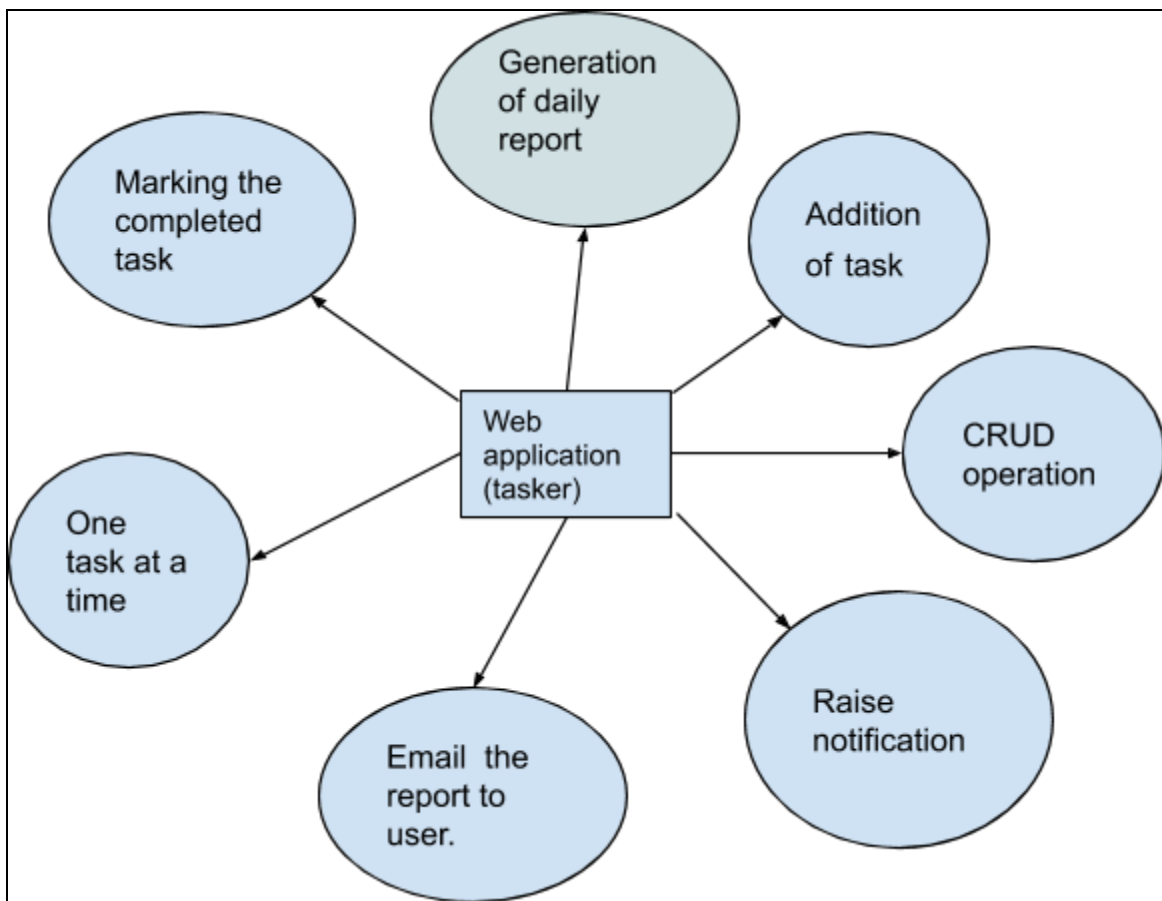 Generation
of daily
report
Marking the
completed
task
Addition
of task
Web
application
(tasker)
CRUD
operation
One
task at a
time
Raise
notification
Email the
report to
user.